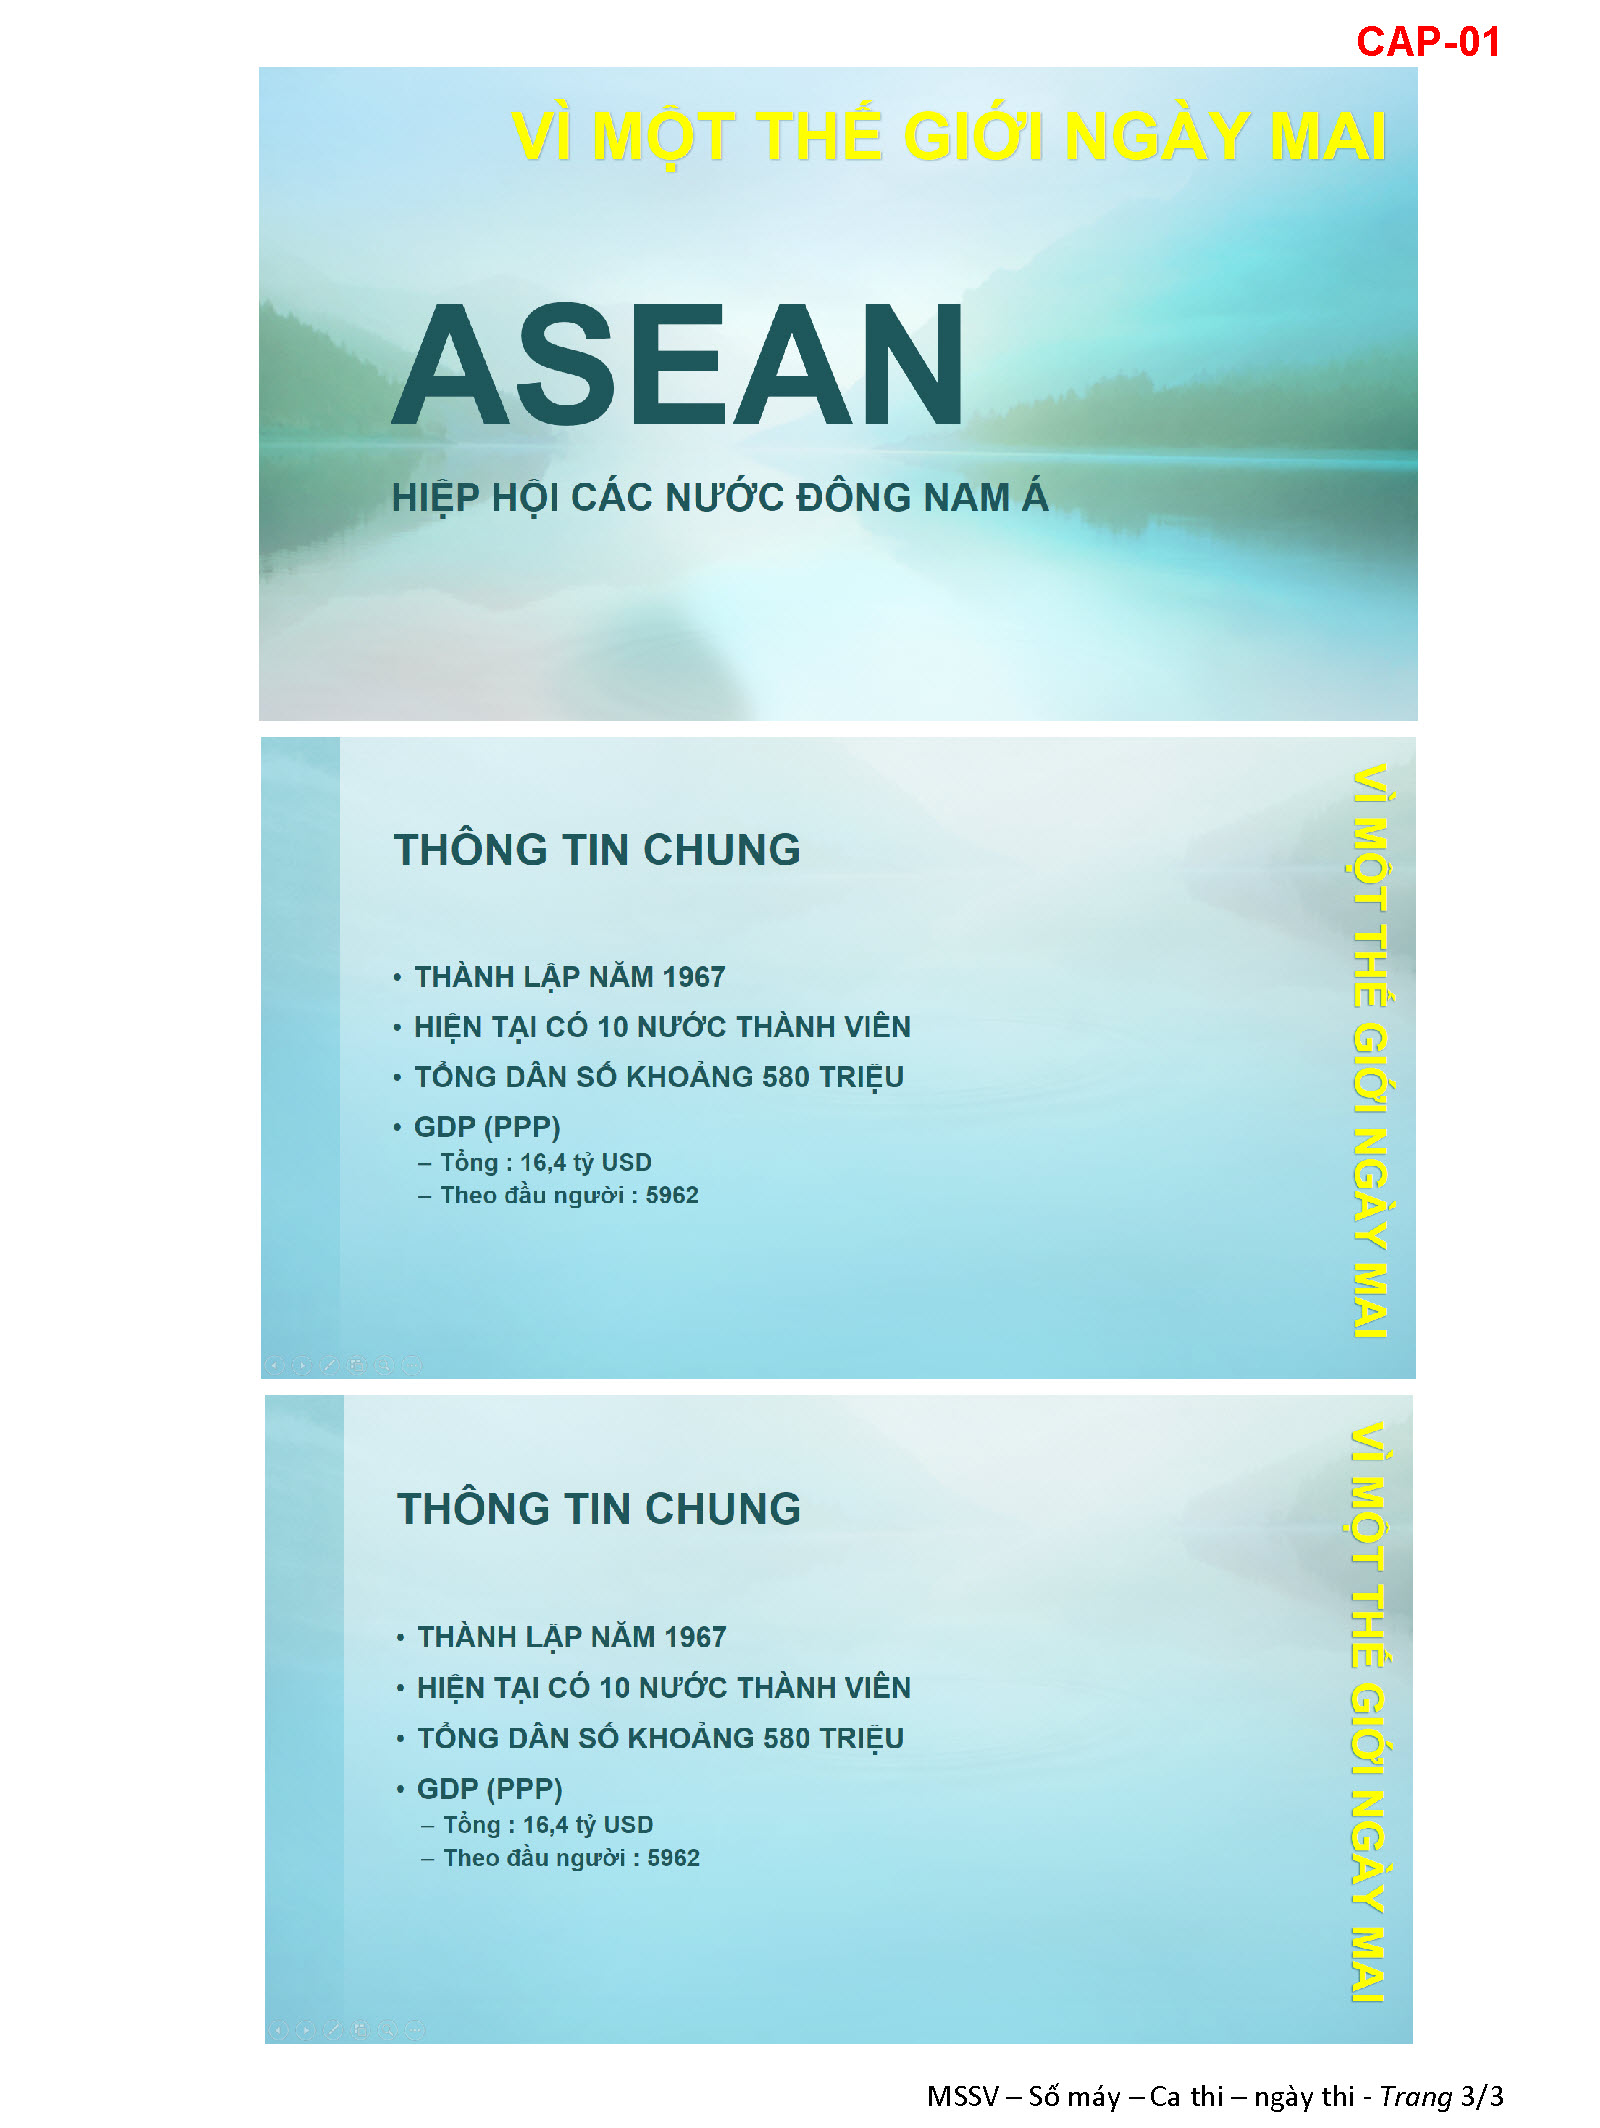 CAP-01
VÌ MỘT THẾ GIỚI NGÀY MAI
ASEAN
HIỆP HỘI CÁC NƯỚC ĐÔNG NAM Á
THÔNG TIN CHUNG
• THÀNH LẬP NĂM 1967
• HIỆN TẠI CÓ 10 NƯỚC THÀNH VIÊN
• TỔNG DÂN SỐ KHOẢNG 580 TRIỆU
• GDP (PPP)
– Tổng : 16,4 tỷ USD
– Theo đầu người : 5962
VÌ MỘT THẾ GIỚI NGÀY MAI
THÔNG TIN CHUNG
• THÀNH LẬP NĂM 1967
• HIỆN TẠI CÓ 10 NƯỚC THÀNH VIÊN
• TỔNG DÂN SỐ KHOẢNG 580 TRIỆU
• GDP (PPP)
– Tổng : 16,4 tỷ USD
– Theo đầu người : 5962
VÌ MỘT THẾ GIỚI NGÀY MAI
MSSV – Số máy – Ca thi – ngày thi - Trang 3/3